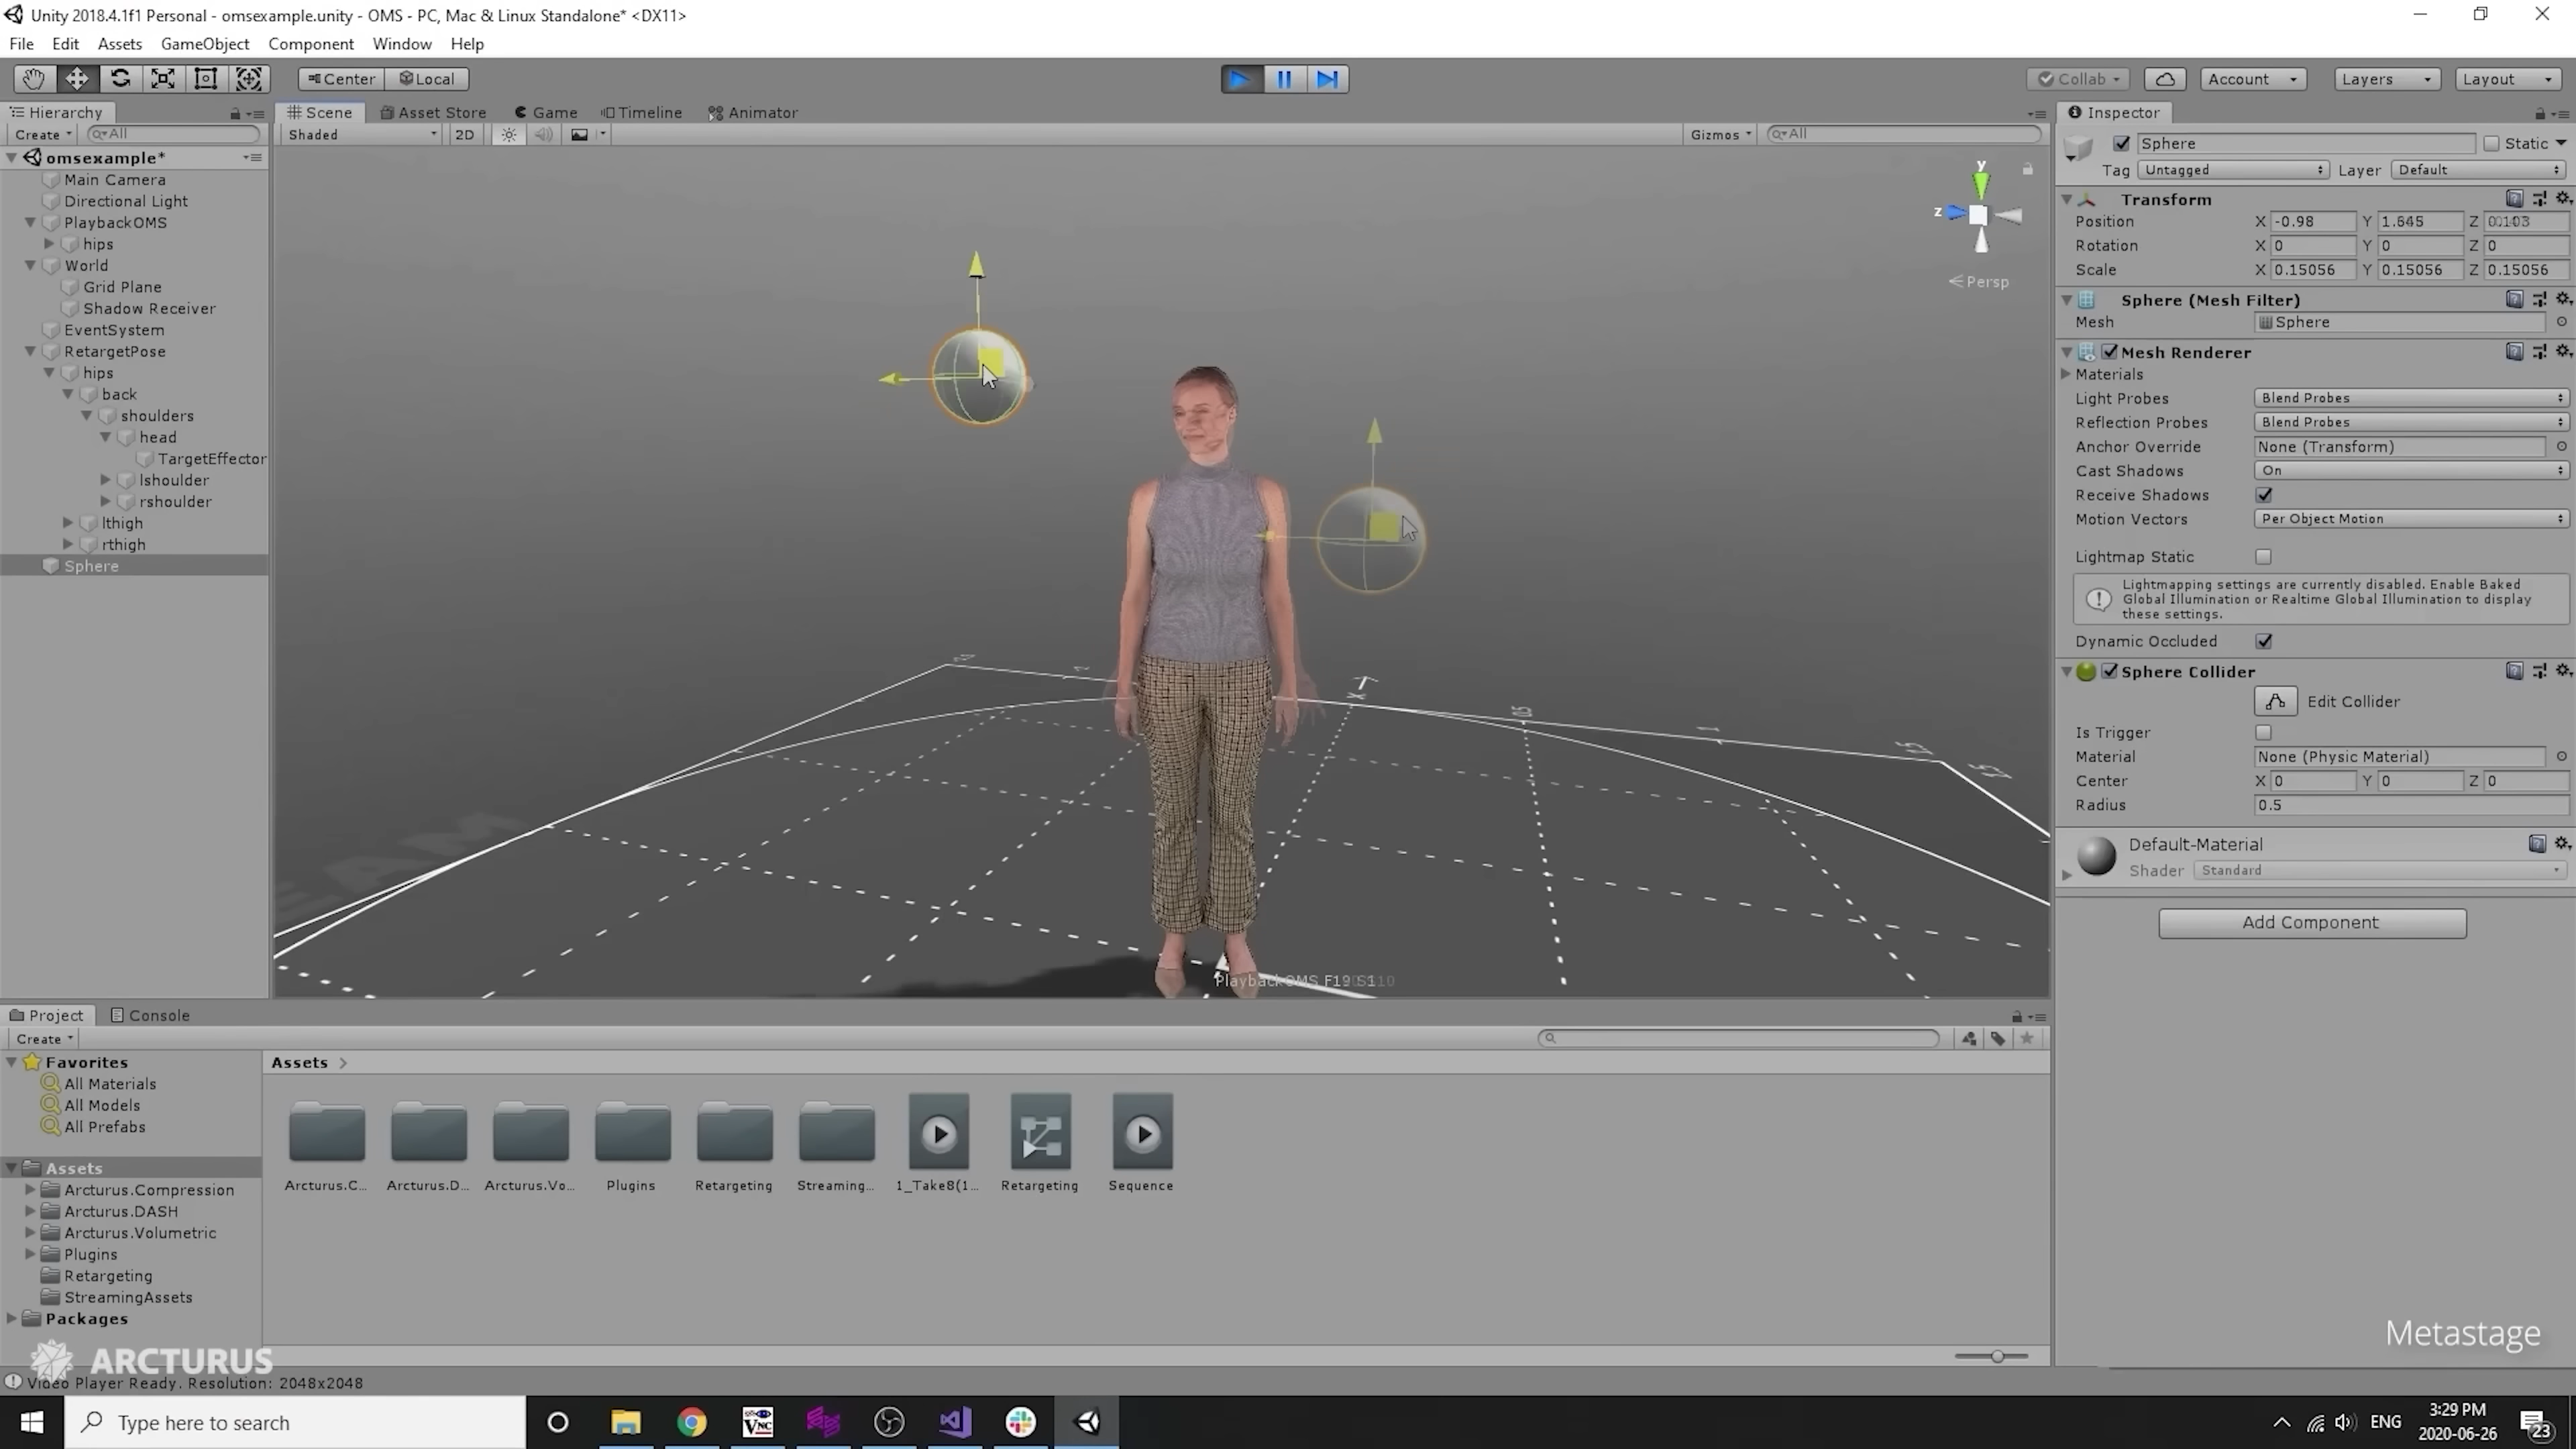 Unity 2018.4.1f1 Personal - omsexample.unity - OMS - PC, Mac & Linux Standalone* <DX11>
File Edit Assets GameObject Component Window Help
Center Local
Collab Account Layers Layout
Hierarchy
Create All
omsexample*
Main Camera
Directional Light
PlaybackOMS
hips
World
Grid Plane
Shadow Receiver
EventSystem
RetargetPose
hips
back
shoulders
head
TargetEffector
lshoulder
rshoulder
lthigh
rthigh
Sphere
Scene Asset Store Game Timeline Animator
Shaded 2D Gizmos All
y
z
Persp
PlaybackOMS
Inspector
Sphere Static
Tag Untagged Layer Default
Transform
Position X -0.98 Y 1.645 Z
Rotation X 0 Y 0 Z 0
Scale X 0.15056 Y 0.15056 Z 0.15056
Sphere (Mesh Filter)
Mesh Sphere
Mesh Renderer
Materials
Light Probes Blend Probes
Reflection Probes Blend Probes
Anchor Override None (Transform)
Cast Shadows On
Receive Shadows
Motion Vectors Per Object Motion
Lightmap Static
Lightmapping settings are currently disabled. Enable Baked
Global Illumination or Realtime Global Illumination to display
these settings.
Dynamic Occluded
Sphere Collider
Edit Collider
Is Trigger
Material None (Physic Material)
Center X 0 Y 0 Z 0
Radius 0.5
Default-Material
Shader Standard
Add Component
Project Console
Create
Favorites
All Materials
All Models
All Prefabs
Assets
Arcturus.Compression
Arcturus.DASH
Arcturus.Volumetric
Plugins
Retargeting
StreamingAssets
Packages
Assets
Arcturus.C... Arcturus.D... Arcturus.Vo... Plugins Retargeting Streaming... 1_Take8(1... Retargeting Sequence
ARCTURUS
Metastage
Video Player Ready. Resolution: 2048x2048
Type here to search
VNC
ENG
3:29 PM
2020-06-26
23